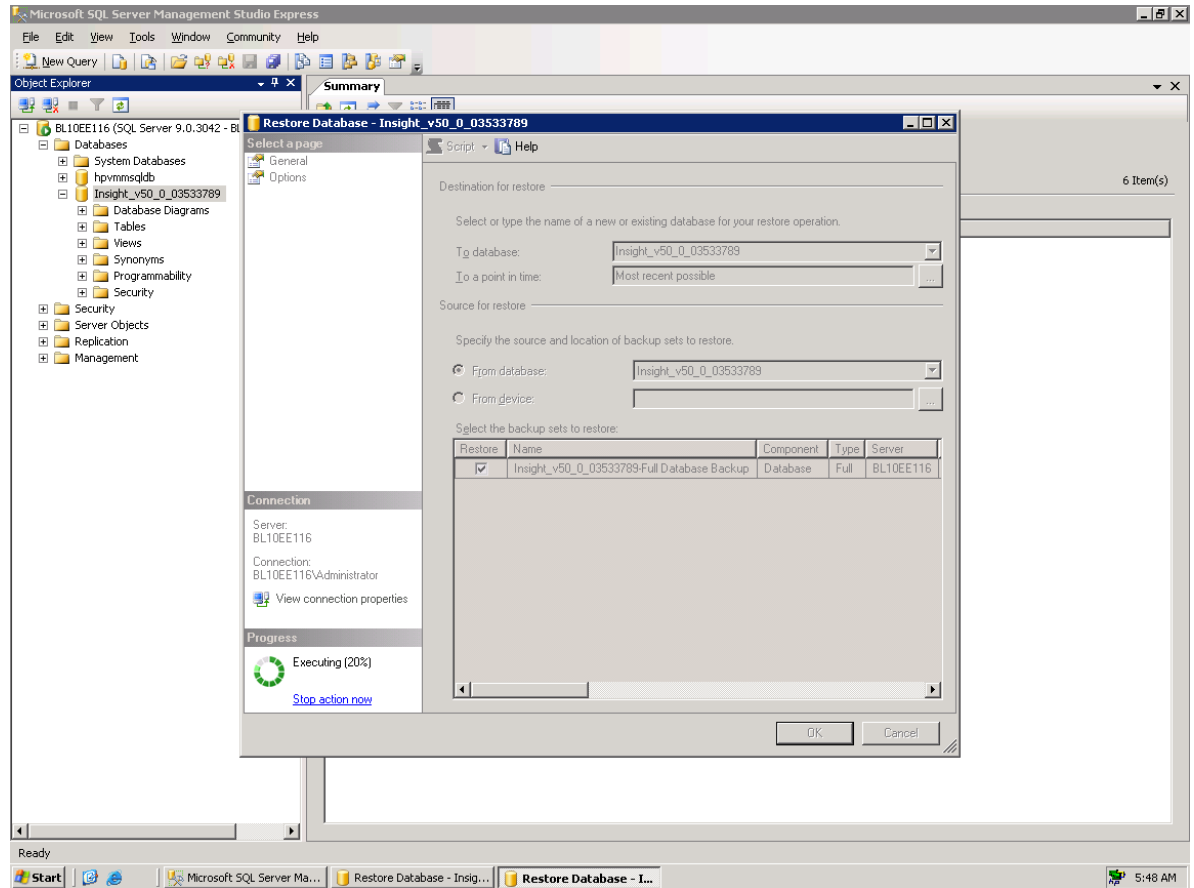 Microsoft SQL Server Management Studio Express
File Edit View Tools Window Community Help
New Query
Object Explorer
Summary
BL10EE116 (SQL Server 9.0.3042 - BL
Databases
System Databases
hpvmmsqldb
Insight_v50_0_03533789
Database Diagrams
Tables
Views
Synonyms
Programmability
Security
Security
Server Objects
Replication
Management
6 Item(s)
Restore Database - Insight_v50_0_03533789
Select a page
General
Options
Script Help
Destination for restore
Select or type the name of a new or existing database for your restore operation.
To database: Insight_v50_0_03533789
To a point in time: Most recent possible ...
Source for restore
Specify the source and location of backup sets to restore.
From database: Insight_v50_0_03533789
From device: ...
Select the backup sets to restore:
Restore Name Component Type Server
Insight_v50_0_03533789-Full Database Backup Database Full BL10EE116
Connection
Server:
BL10EE116
Connection:
BL10EE116\Administrator
View connection properties
Progress
Executing (20%)
Stop action now
OK Cancel
Ready
Start Microsoft SQL Server Ma... Restore Database - Insig... Restore Database - I... hp 5:48 AM